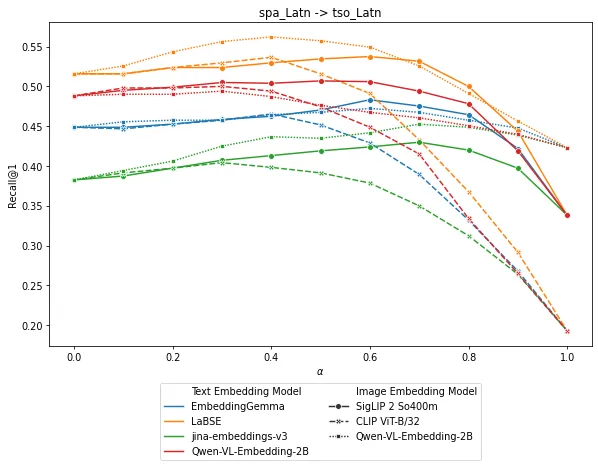 spa_Latn -> tso_Latn
0.55
0.50
0.45
0.40
0.35
0.30
0.25
0.20
Recall@1
0.0 0.2 0.4 0.6 0.8 1.0
α
Text Embedding Model Image Embedding Model
EmbeddingGemma SigLIP 2 So400m
LaBSE CLIP ViT-B/32
jina-embeddings-v3 Qwen-VL-Embedding-2B
Qwen-VL-Embedding-2B